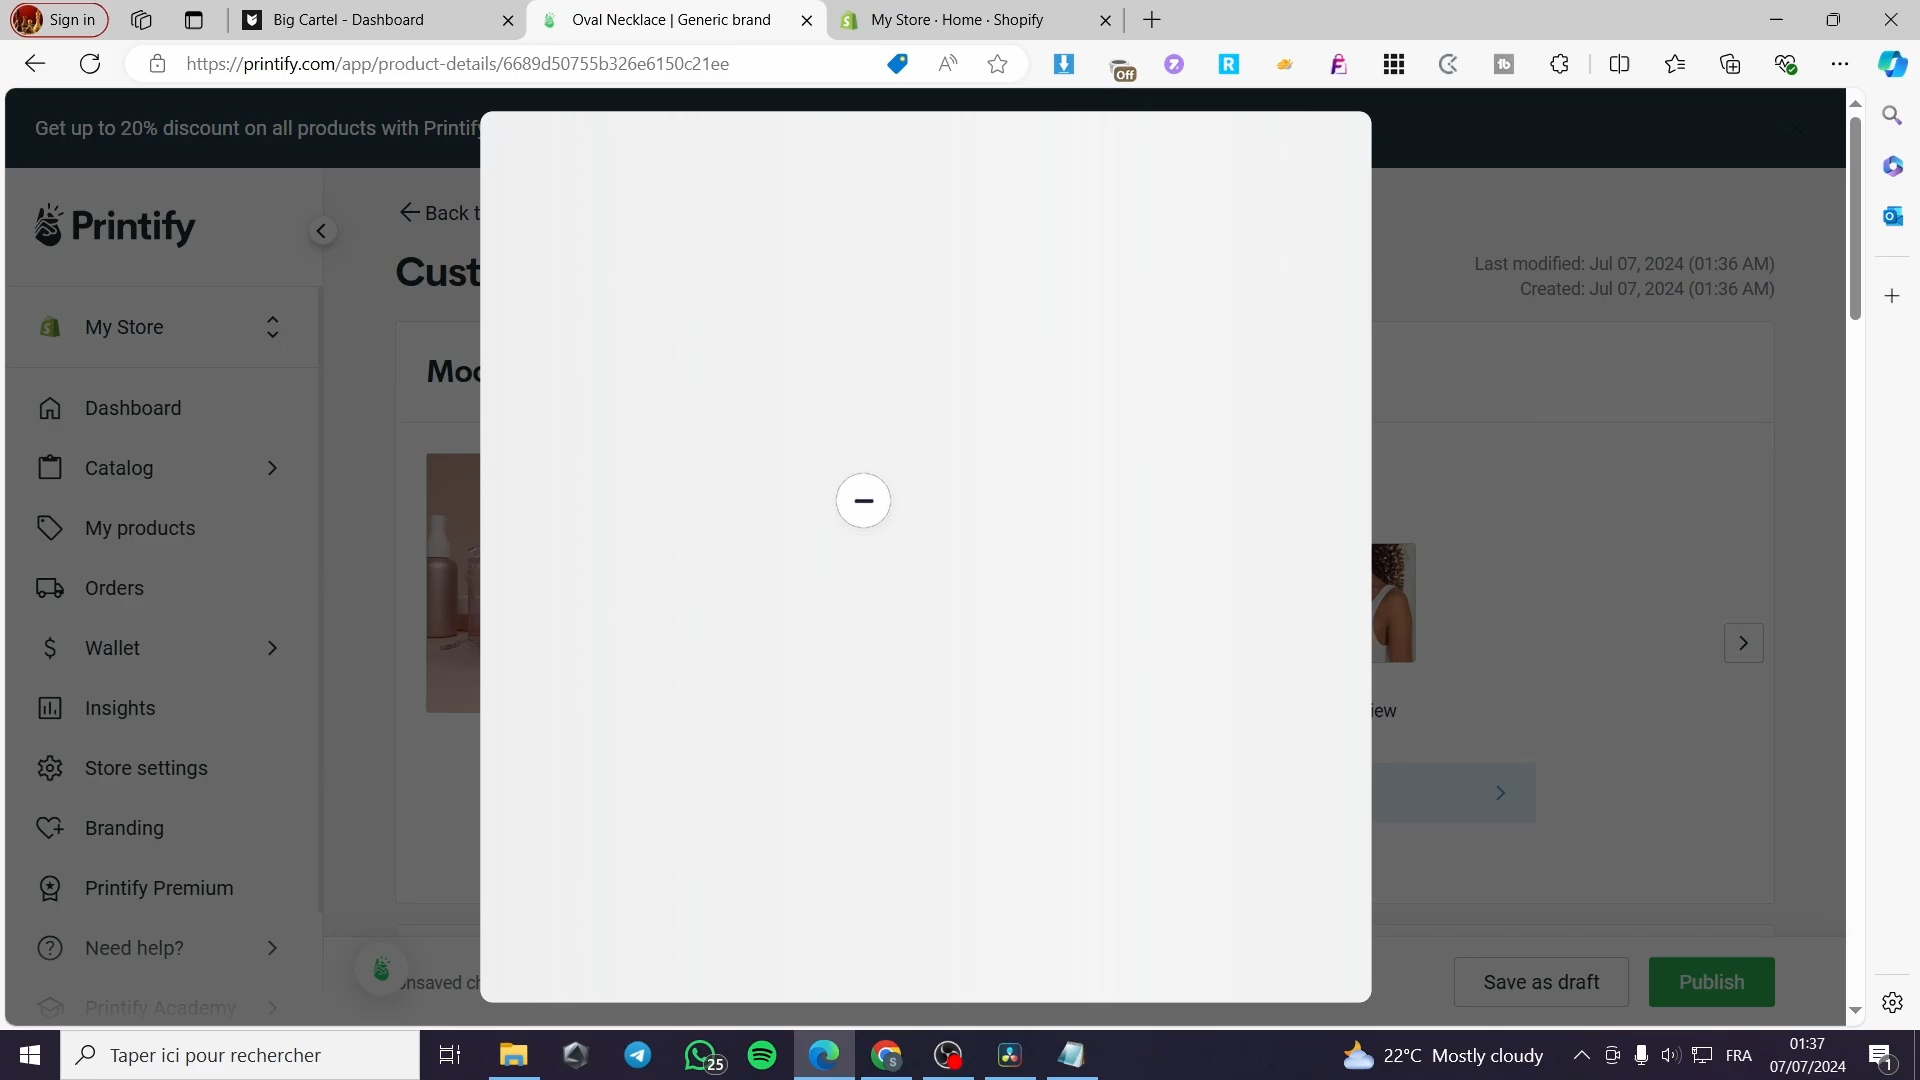 Sign in
Big Cartel - Dashboard
Oval Necklace | Generic brand
My Store · Home · Shopify
https://printify.com/app/product-details/6689d50755b326e6150c21ee
Off
Get up to 20% discount on all products with Printify
Printify
Back t
Cust
Last modified: Jul 07, 2024 (01:36 AM)
Created: Jul 07, 2024 (01:36 AM)
My Store
Moc
Dashboard
Catalog
My products
Orders
Wallet
Insights
iew
Store settings
Branding
Printify Premium
Need help?
Printify Academy
nsaved ch
Save as draft
Publish
Taper ici pour rechercher
25
22°C Mostly cloudy
FRA
01:37
07/07/2024
1